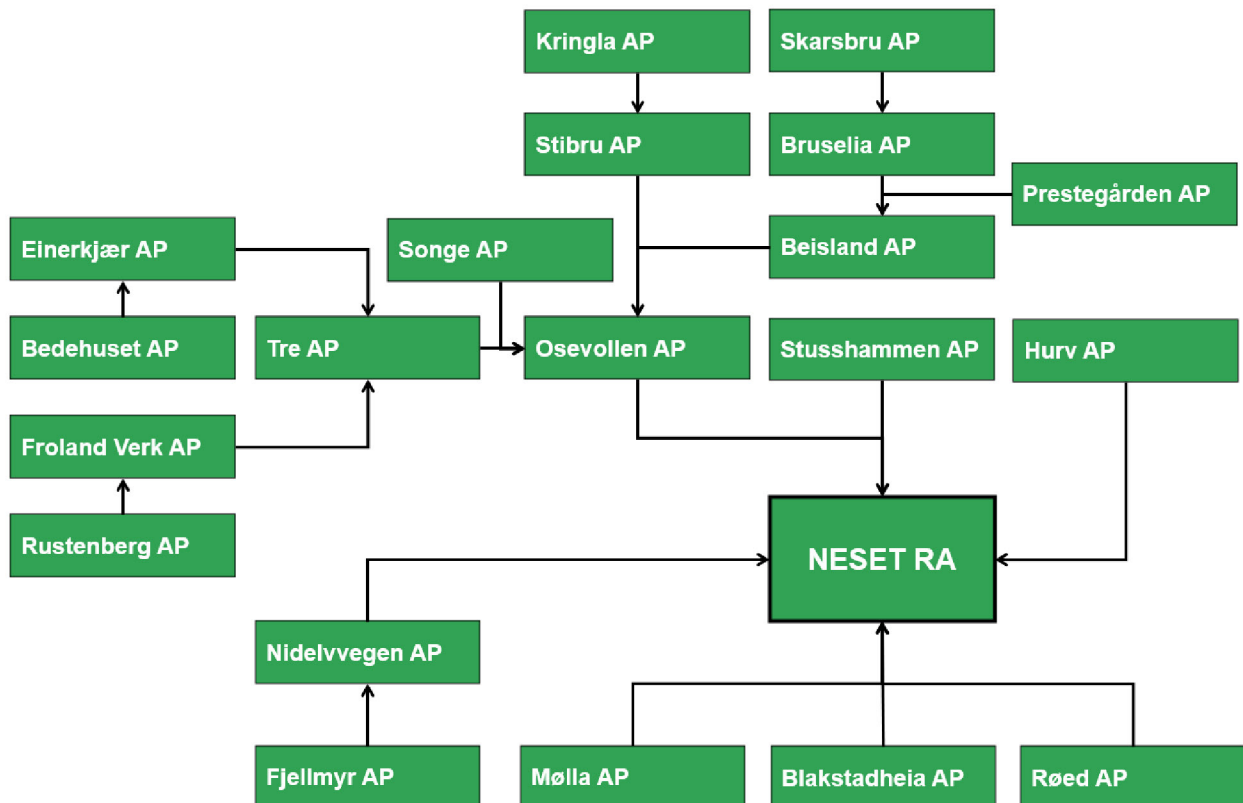 Kringla AP
Skarsbru AP
Stibru AP
Bruselia AP
Prestegården AP
Einerkjær AP
Songe AP
Beisland AP
Bedehuset AP
Tre AP
Osevollen AP
Stusshammen AP
Hurv AP
Froland Verk AP
Rustenberg AP
NESET RA
Nidelvvegen AP
Fjellmyr AP
Mølla AP
Blakstadheia AP
Røed AP